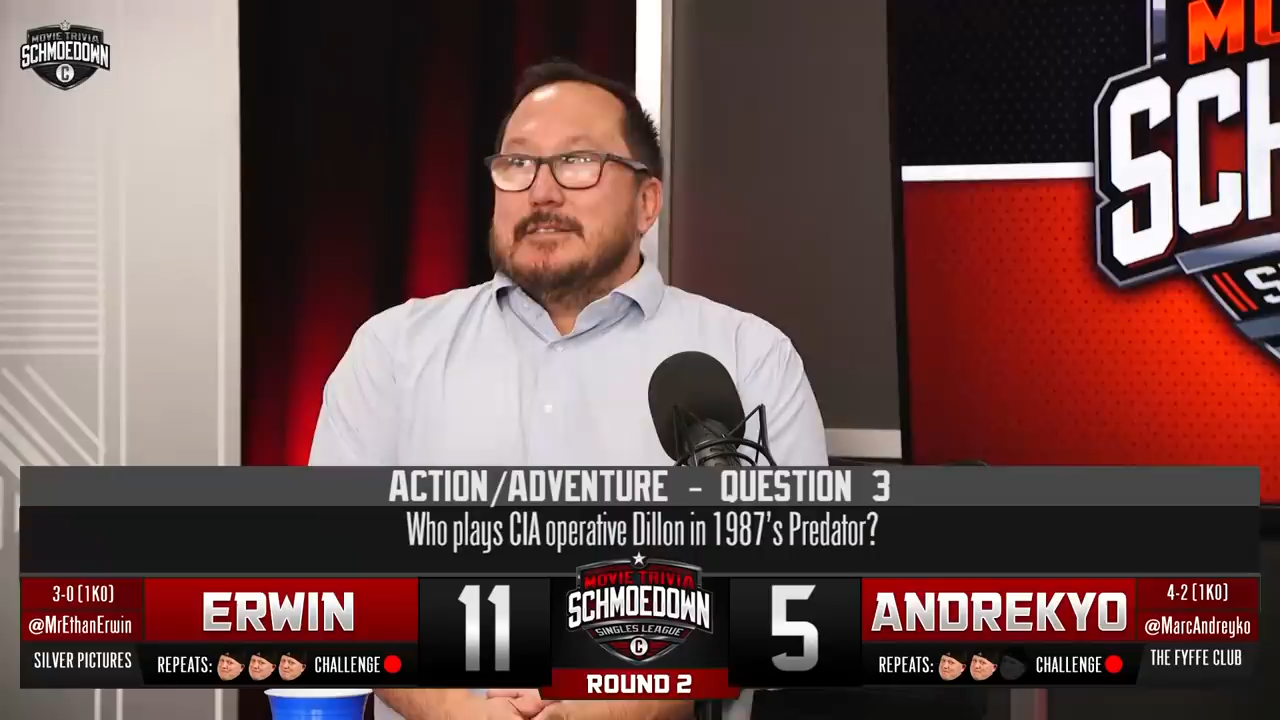 MOVIE TRIVIA
SCHMOEDOWN
C
MO
SCH
S
ACTION/ADVENTURE - QUESTION 3
Who plays CIA operative Dillon in 1987's Predator?
3-0 (1KO)
@MrEthanErwin
SILVER PICTURES
ERWIN
REPEATS:
CHALLENGE
11
MOVIE TRIVIA
SCHMOEDOWN
SINGLES LEAGUE
C
ROUND 2
5
ANDREKYO
REPEATS:
CHALLENGE
4-2 (1KO)
@MarcAndreyko
THE FYFFE CLUB